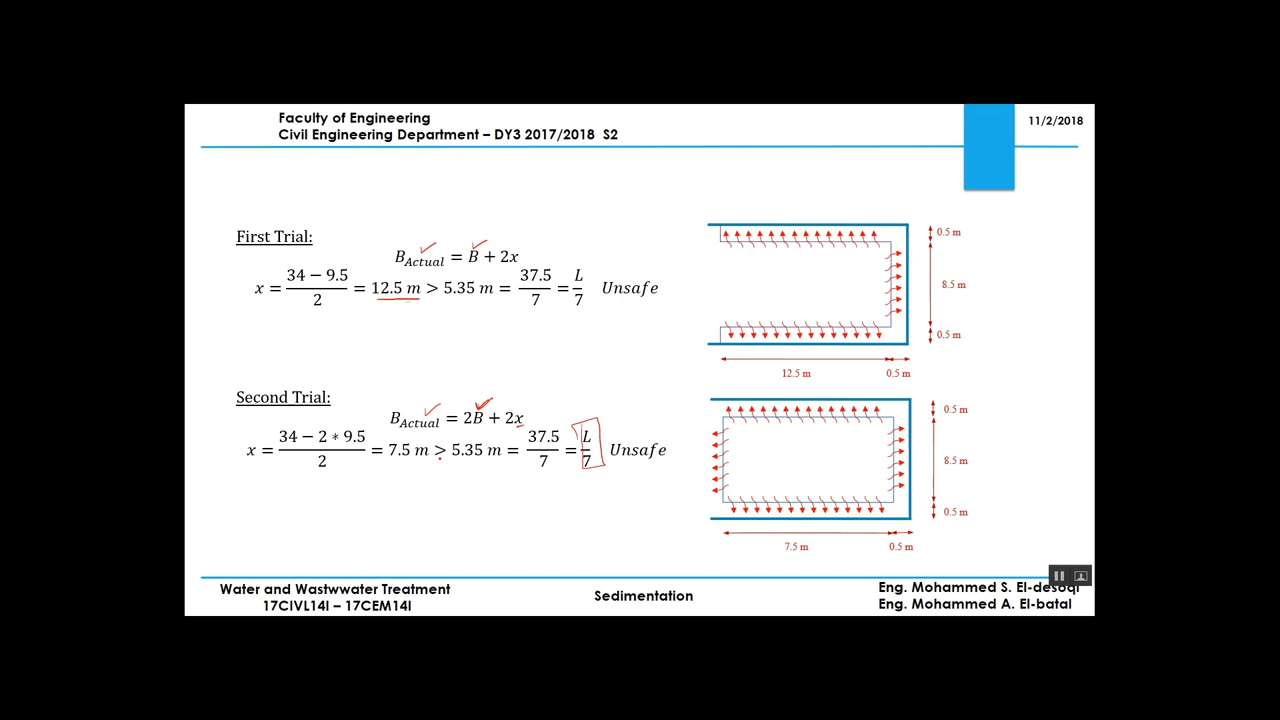 Faculty of Engineering
Civil Engineering Department – DY3 2017/2018 S2
11/2/2018
First Trial:
B_Actual = B + 2x
x = (34 − 9.5)/2 = 12.5 m > 5.35 m = 37.5/7 = L/7 Unsafe
0.5 m
8.5 m
0.5 m
12.5 m
0.5 m
Second Trial:
B_Actual = 2B + 2x
x = (34 − 2 * 9.5)/2 = 7.5 m > 5.35 m = 37.5/7 = L/7 Unsafe
0.5 m
8.5 m
0.5 m
7.5 m
0.5 m
Water and Wastwwater Treatment
17CIVL14I – 17CEM14I
Sedimentation
Eng. Mohammed S. El-desoqi
Eng. Mohammed A. El-batal